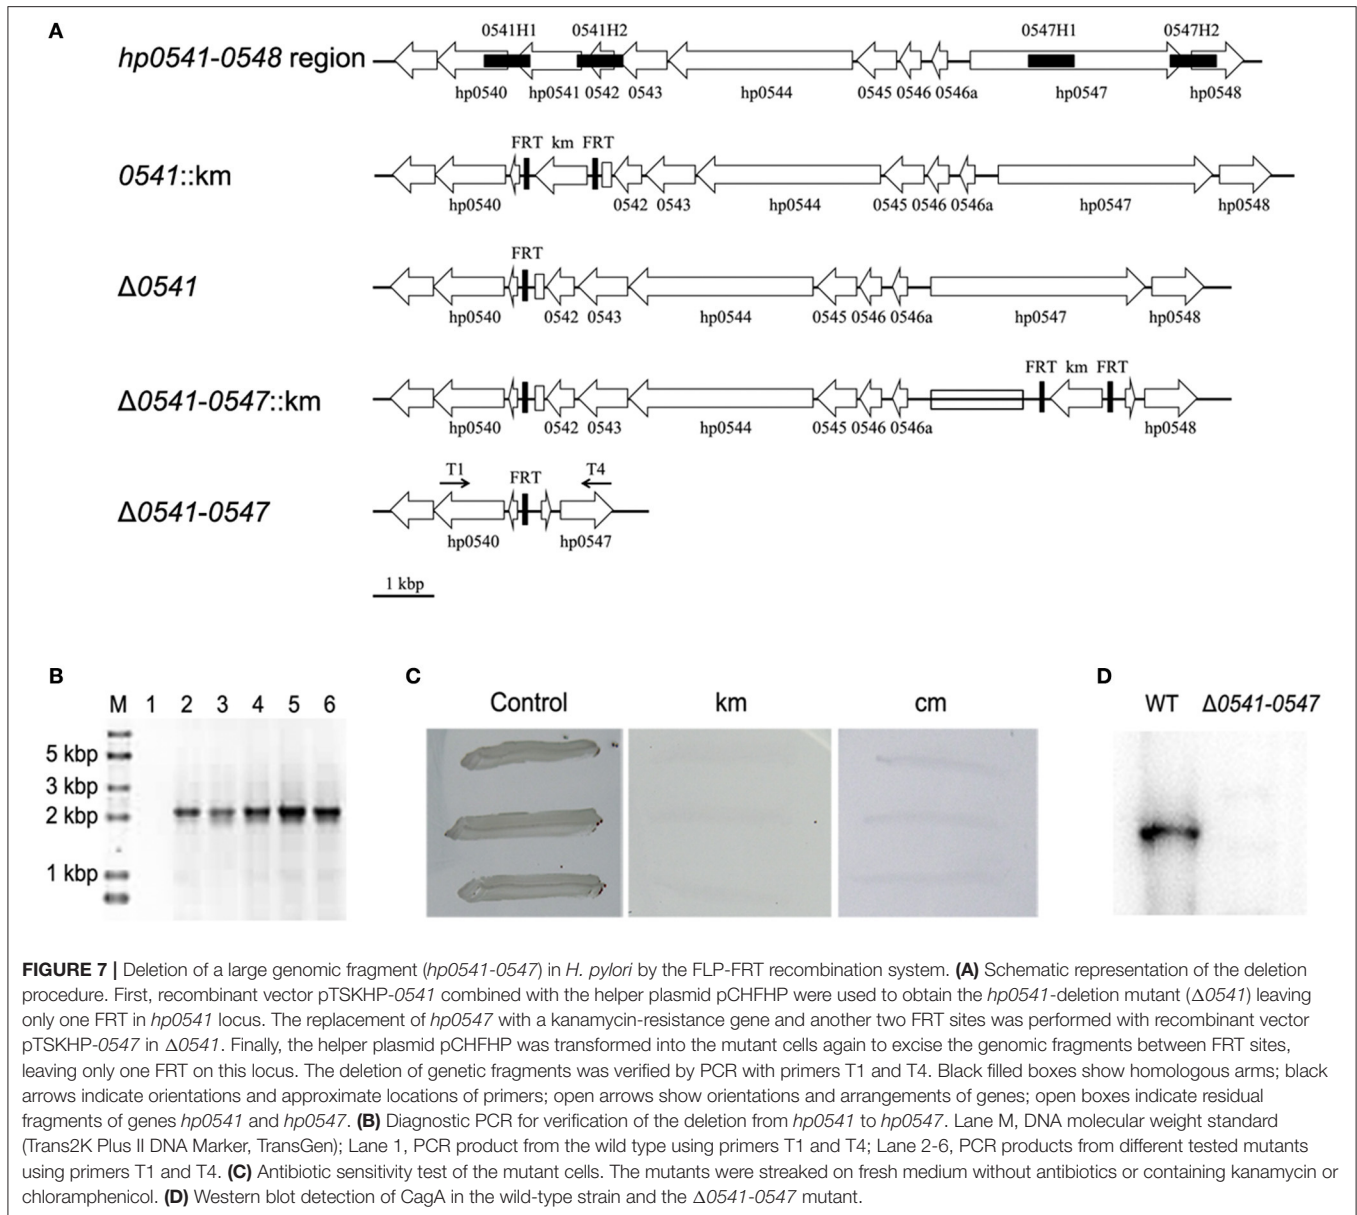 A
0541H1 0541H2 0547H1 0547H2
hp0541-0548 region
hp0540 hp0541 0542 0543 hp0544 0545 0546 0546a hp0547 hp0548
FRT km FRT
0541::km
hp0540 0542 0543 hp0544 0545 0546 0546a hp0547 hp0548
FRT
Δ0541
hp0540 0542 0543 hp0544 0545 0546 0546a hp0547 hp0548
FRT km FRT
Δ0541-0547::km
hp0540 0542 0543 hp0544 0545 0546 0546a hp0548
T1 FRT T4
Δ0541-0547
hp0540 hp0547
1 kbp
B
M 1 2 3 4 5 6
5 kbp
3 kbp
2 kbp
1 kbp
C
Control km cm
D
WT Δ0541-0547
FIGURE 7 | Deletion of a large genomic fragment (hp0541-0547) in H. pylori by the FLP-FRT recombination system. (A) Schematic representation of the deletion
procedure. First, recombinant vector pTSKHP-0541 combined with the helper plasmid pCHFHP were used to obtain the hp0541-deletion mutant (Δ0541) leaving
only one FRT in hp0541 locus. The replacement of hp0547 with a kanamycin-resistance gene and another two FRT sites was performed with recombinant vector
pTSKHP-0547 in Δ0541. Finally, the helper plasmid pCHFHP was transformed into the mutant cells again to excise the genomic fragments between FRT sites,
leaving only one FRT on this locus. The deletion of genetic fragments was verified by PCR with primers T1 and T4. Black filled boxes show homologous arms; black
arrows indicate orientations and approximate locations of primers; open arrows show orientations and arrangements of genes; open boxes indicate residual
fragments of genes hp0541 and hp0547. (B) Diagnostic PCR for verification of the deletion from hp0541 to hp0547. Lane M, DNA molecular weight standard
(Trans2K Plus II DNA Marker, TransGen); Lane 1, PCR product from the wild type using primers T1 and T4; Lane 2-6, PCR products from different tested mutants
using primers T1 and T4. (C) Antibiotic sensitivity test of the mutant cells. The mutants were streaked on fresh medium without antibiotics or containing kanamycin or
chloramphenicol. (D) Western blot detection of CagA in the wild-type strain and the Δ0541-0547 mutant.